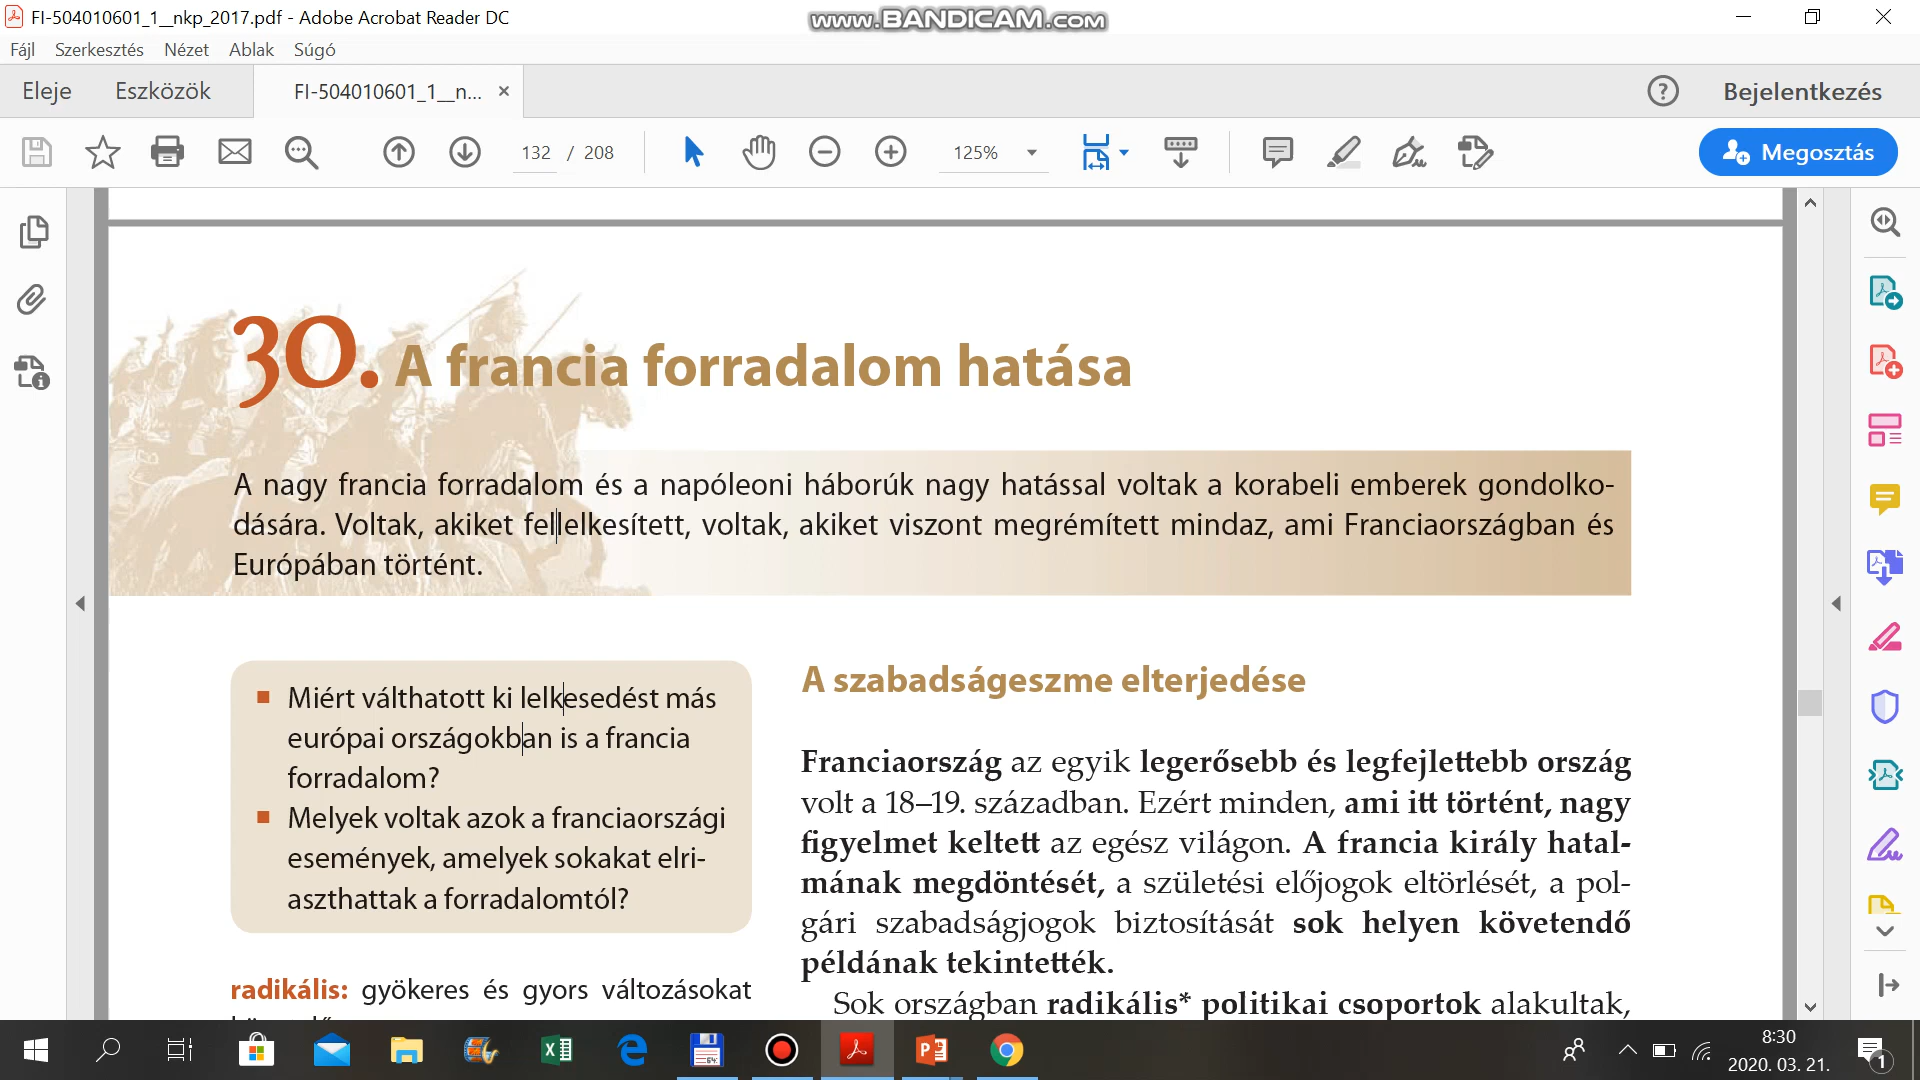 FI-504010601_1__nkp_2017.pdf - Adobe Acrobat Reader DC
www.BANDICAM.com
Fájl Szerkesztés Nézet Ablak Súgó
Eleje Eszközök FI-504010601_1__n... × Bejelentkezés
132 / 208 125% Megosztás
30. A francia forradalom hatása
A nagy francia forradalom és a napóleoni háborúk nagy hatással voltak a korabeli emberek gondolko-
dására. Voltak, akiket fellelkesített, voltak, akiket viszont megrémített mindaz, ami Franciaországban és
Európában történt.
Miért válthatott ki lelkesedést más
európai országokban is a francia
forradalom?
Melyek voltak azok a franciaországi
események, amelyek sokakat elri-
aszthattak a forradalomtól?
radikális: gyökeres és gyors változásokat
A szabadságeszme elterjedése
Franciaország az egyik legerősebb és legfejlettebb ország
volt a 18–19. században. Ezért minden, ami itt történt, nagy
figyelmet keltett az egész világon. A francia király hatal-
mának megdöntését, a születési előjogok eltörlését, a pol-
gári szabadságjogok biztosítását sok helyen követendő
példának tekintették.
Sok országban radikális* politikai csoportok alakultak,
8:30
2020. 03. 21.
1